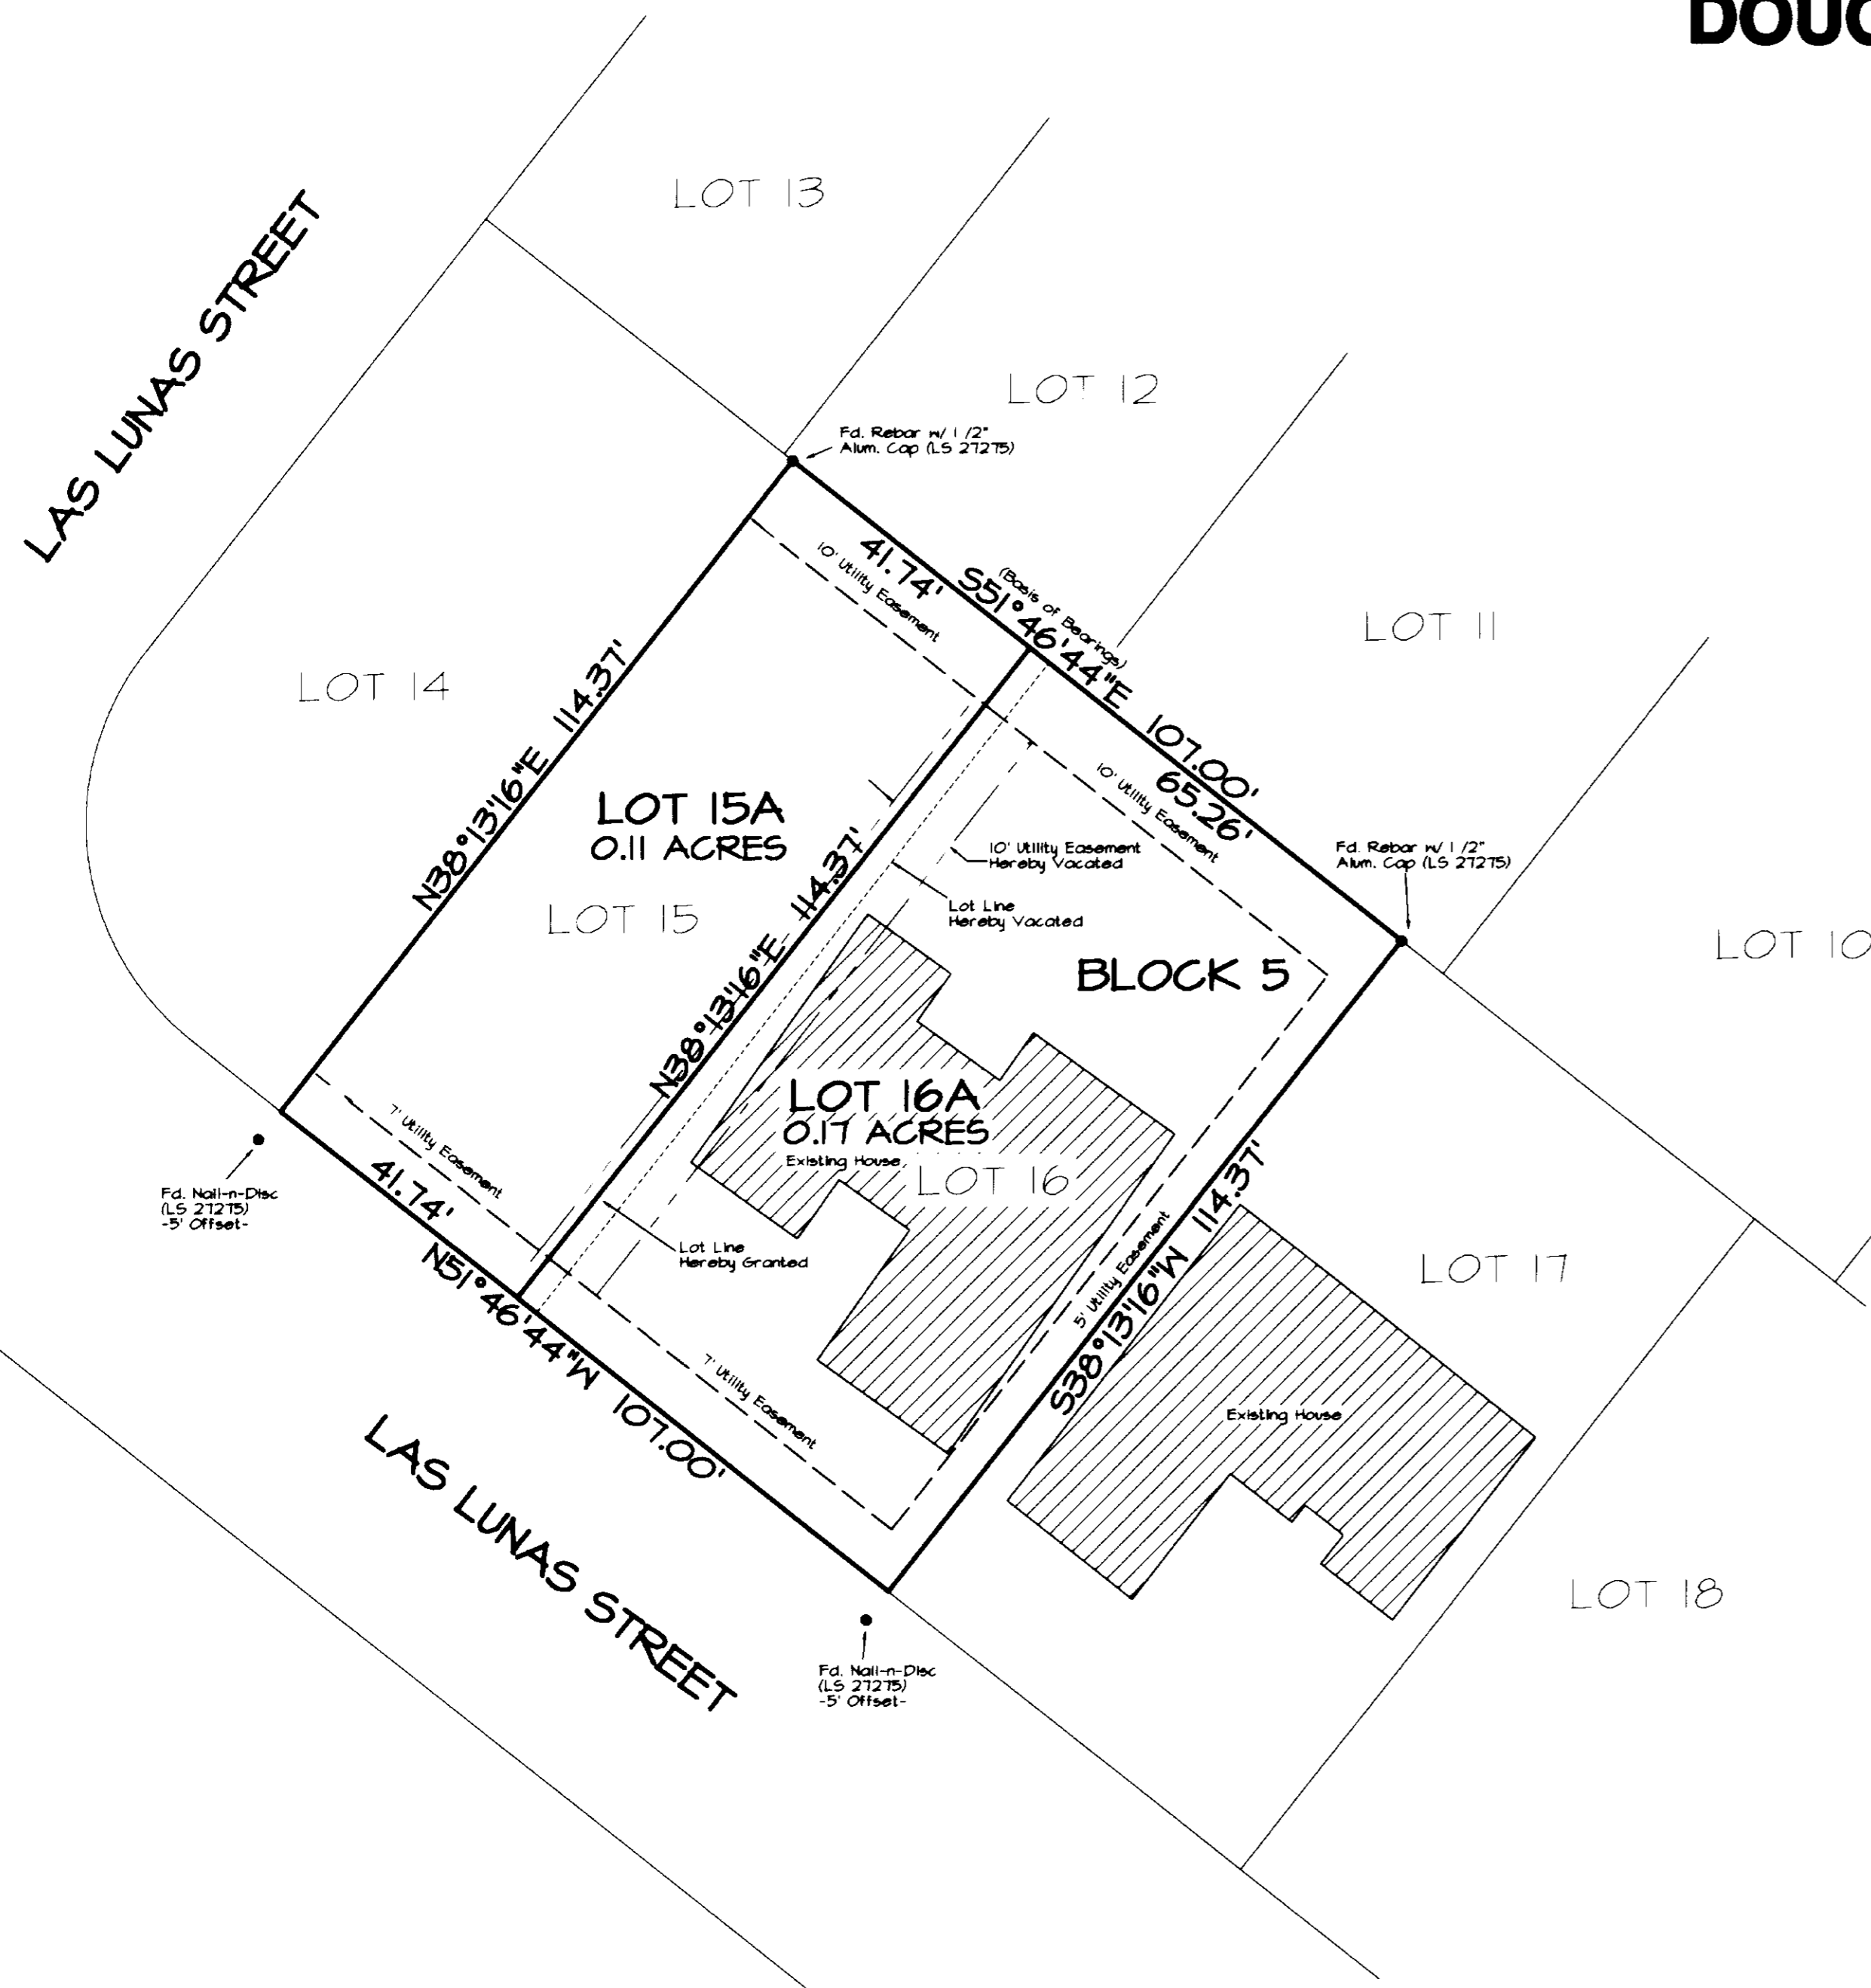 DOUG
LOT 13
LAS LUNAS STREET
LOT 12
Fd. Rebar w/ 1 /2"
Alum. Cap (LS 27275)
(Basis of Bearings)
S51°46'44"E 107.00'
41.74'
10' Utility Easement
LOT 11
LOT 14
N38°13'16"E 114.37'
LOT 15A
0.11 ACRES
65.26'
10' Utility Easement
10' Utility Easement
Hereby Vacated
Fd. Rebar w/ 1 /2"
Alum. Cap (LS 27275)
Lot Line
Hereby Vacated
LOT 15
N38°13'16"E 114.37'
LOT 10
BLOCK 5
LOT 16A
0.17 ACRES
Existing House
LOT 16
7' Utility Easement
41.74'
Fd. Nail-n-Disc
(LS 27275)
-5' Offset-
Lot Line
Hereby Granted
5' Utility Easement
S38°13'16"W 114.37'
LOT 17
N51°46'44"W 107.00'
7' Utility Easement
Existing House
LAS LUNAS STREET
LOT 18
Fd. Nail-n-Disc
(LS 27275)
-5' Offset-